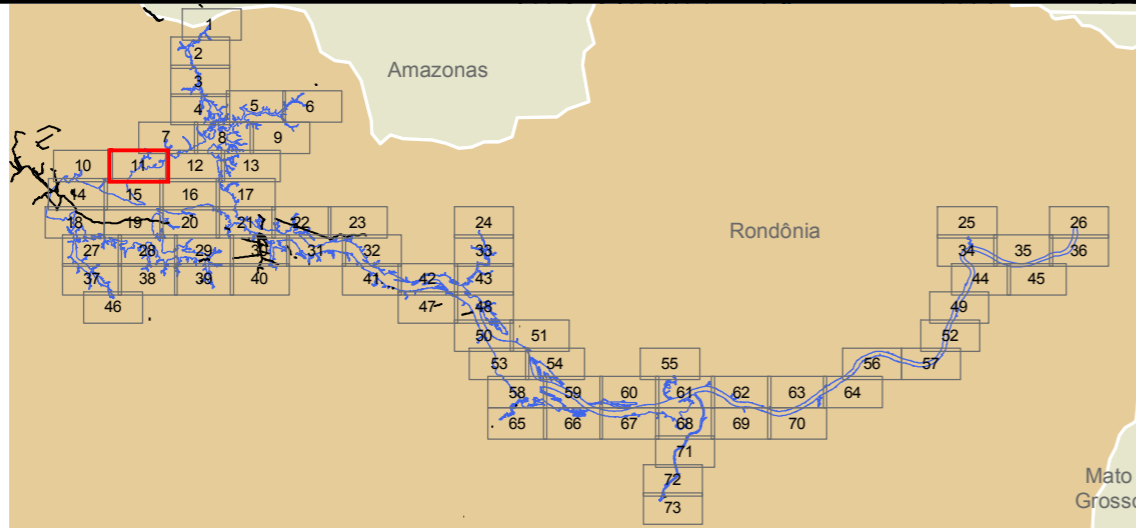 1
2
Amazonas
3
4 5 6
7 8 9
10 11 12 13
14 15 16 17
18 19 20 21 22 23 24 25 26
Rondônia
27 28 29 30 31 32 33 34 35 36
37 38 39 40 41 42 43 44 45
46 47 48 49
50 51 52
53 54 55 56 57
58 59 60 61 62 63 64
65 66 67 68 69 70
71
72 Mato
73 Grosso